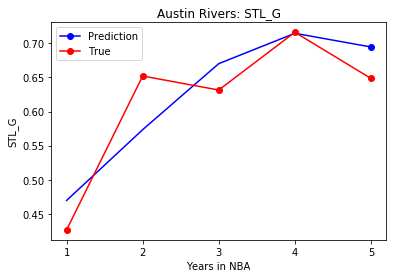 Austin Rivers: STL_G
Prediction
True
0.70
0.65
0.60
0.55
0.50
0.45
STL_G
1 2 3 4 5
Years in NBA